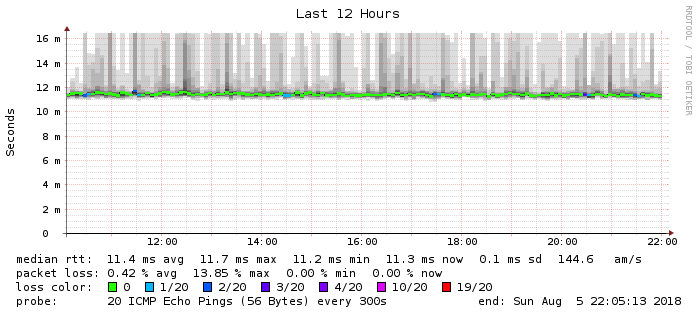 Last 12 Hours
RRDTOOL / TOBI OETIKER
Seconds
16 m
14 m
12 m
10 m
8 m
6 m
4 m
2 m
0
12:00 14:00 16:00 18:00 20:00 22:00
median rtt: 11.4 ms avg 11.7 ms max 11.2 ms min 11.3 ms now 0.1 ms sd 144.6 am/s
packet loss: 0.42 % avg 13.85 % max 0.00 % min 0.00 % now
loss color: 0 1/20 2/20 3/20 4/20 10/20 19/20
probe: 20 ICMP Echo Pings (56 Bytes) every 300s end: Sun Aug 5 22:05:13 2018